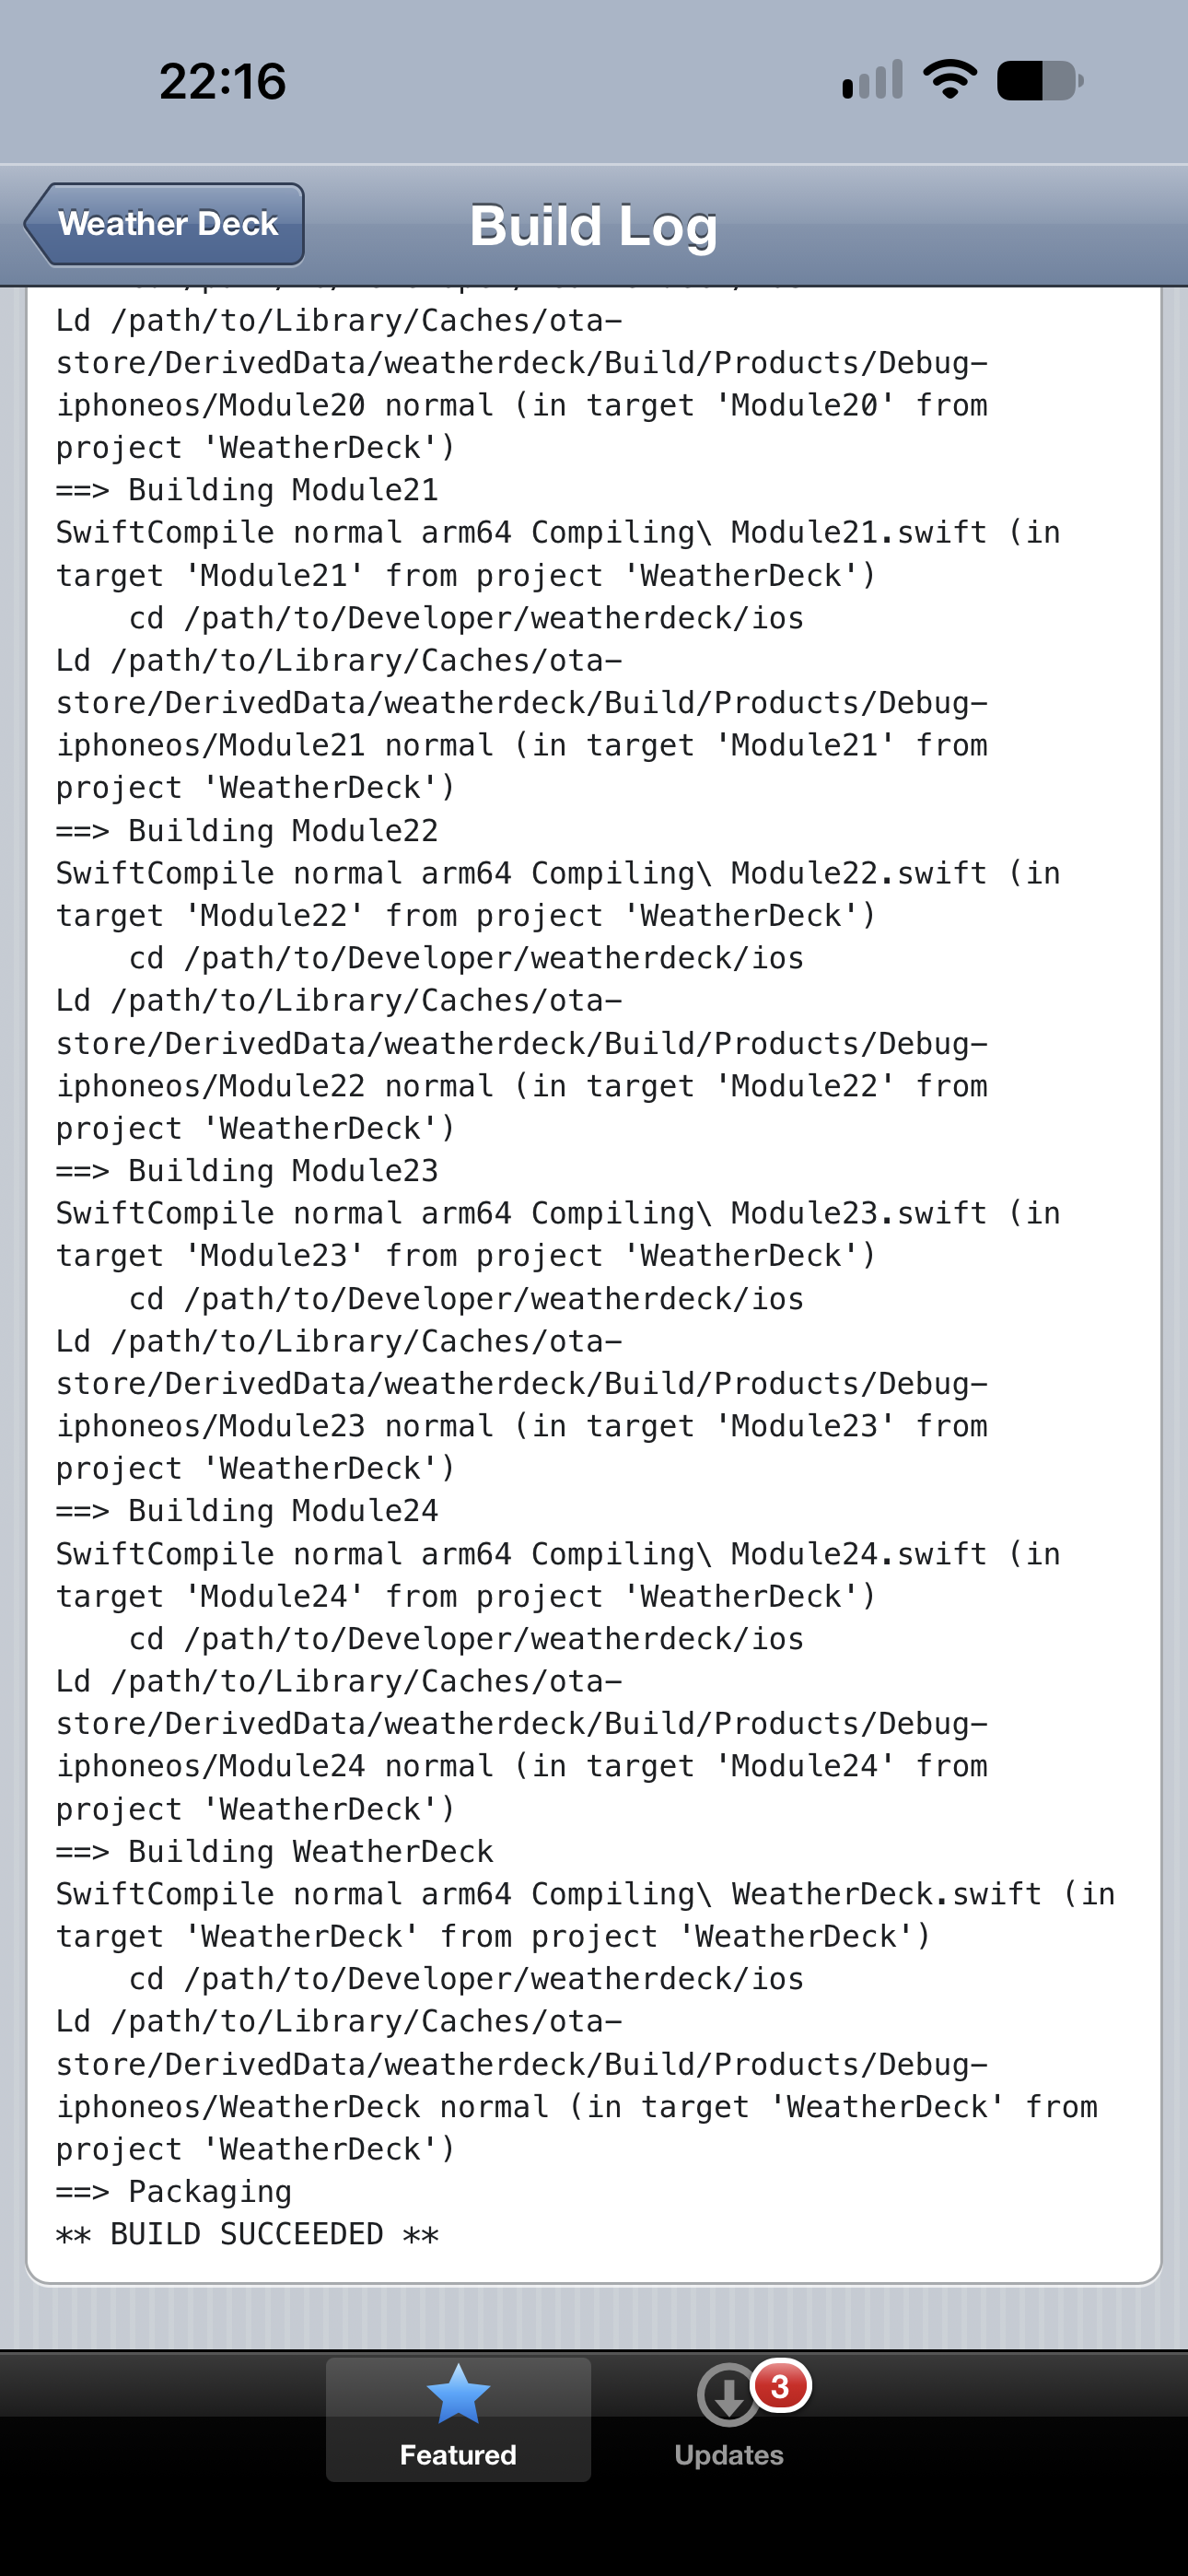 22:16
Weather Deck
Build Log
Ld /path/to/Library/Caches/ota-
store/DerivedData/weatherdeck/Build/Products/Debug-
iphoneos/Module20 normal (in target 'Module20' from
project 'WeatherDeck')
==> Building Module21
SwiftCompile normal arm64 Compiling\ Module21.swift (in
target 'Module21' from project 'WeatherDeck')
    cd /path/to/Developer/weatherdeck/ios
Ld /path/to/Library/Caches/ota-
store/DerivedData/weatherdeck/Build/Products/Debug-
iphoneos/Module21 normal (in target 'Module21' from
project 'WeatherDeck')
==> Building Module22
SwiftCompile normal arm64 Compiling\ Module22.swift (in
target 'Module22' from project 'WeatherDeck')
    cd /path/to/Developer/weatherdeck/ios
Ld /path/to/Library/Caches/ota-
store/DerivedData/weatherdeck/Build/Products/Debug-
iphoneos/Module22 normal (in target 'Module22' from
project 'WeatherDeck')
==> Building Module23
SwiftCompile normal arm64 Compiling\ Module23.swift (in
target 'Module23' from project 'WeatherDeck')
    cd /path/to/Developer/weatherdeck/ios
Ld /path/to/Library/Caches/ota-
store/DerivedData/weatherdeck/Build/Products/Debug-
iphoneos/Module23 normal (in target 'Module23' from
project 'WeatherDeck')
==> Building Module24
SwiftCompile normal arm64 Compiling\ Module24.swift (in
target 'Module24' from project 'WeatherDeck')
    cd /path/to/Developer/weatherdeck/ios
Ld /path/to/Library/Caches/ota-
store/DerivedData/weatherdeck/Build/Products/Debug-
iphoneos/Module24 normal (in target 'Module24' from
project 'WeatherDeck')
==> Building WeatherDeck
SwiftCompile normal arm64 Compiling\ WeatherDeck.swift (in
target 'WeatherDeck' from project 'WeatherDeck')
    cd /path/to/Developer/weatherdeck/ios
Ld /path/to/Library/Caches/ota-
store/DerivedData/weatherdeck/Build/Products/Debug-
iphoneos/WeatherDeck normal (in target 'WeatherDeck' from
project 'WeatherDeck')
==> Packaging
** BUILD SUCCEEDED **
3
Featured
Updates